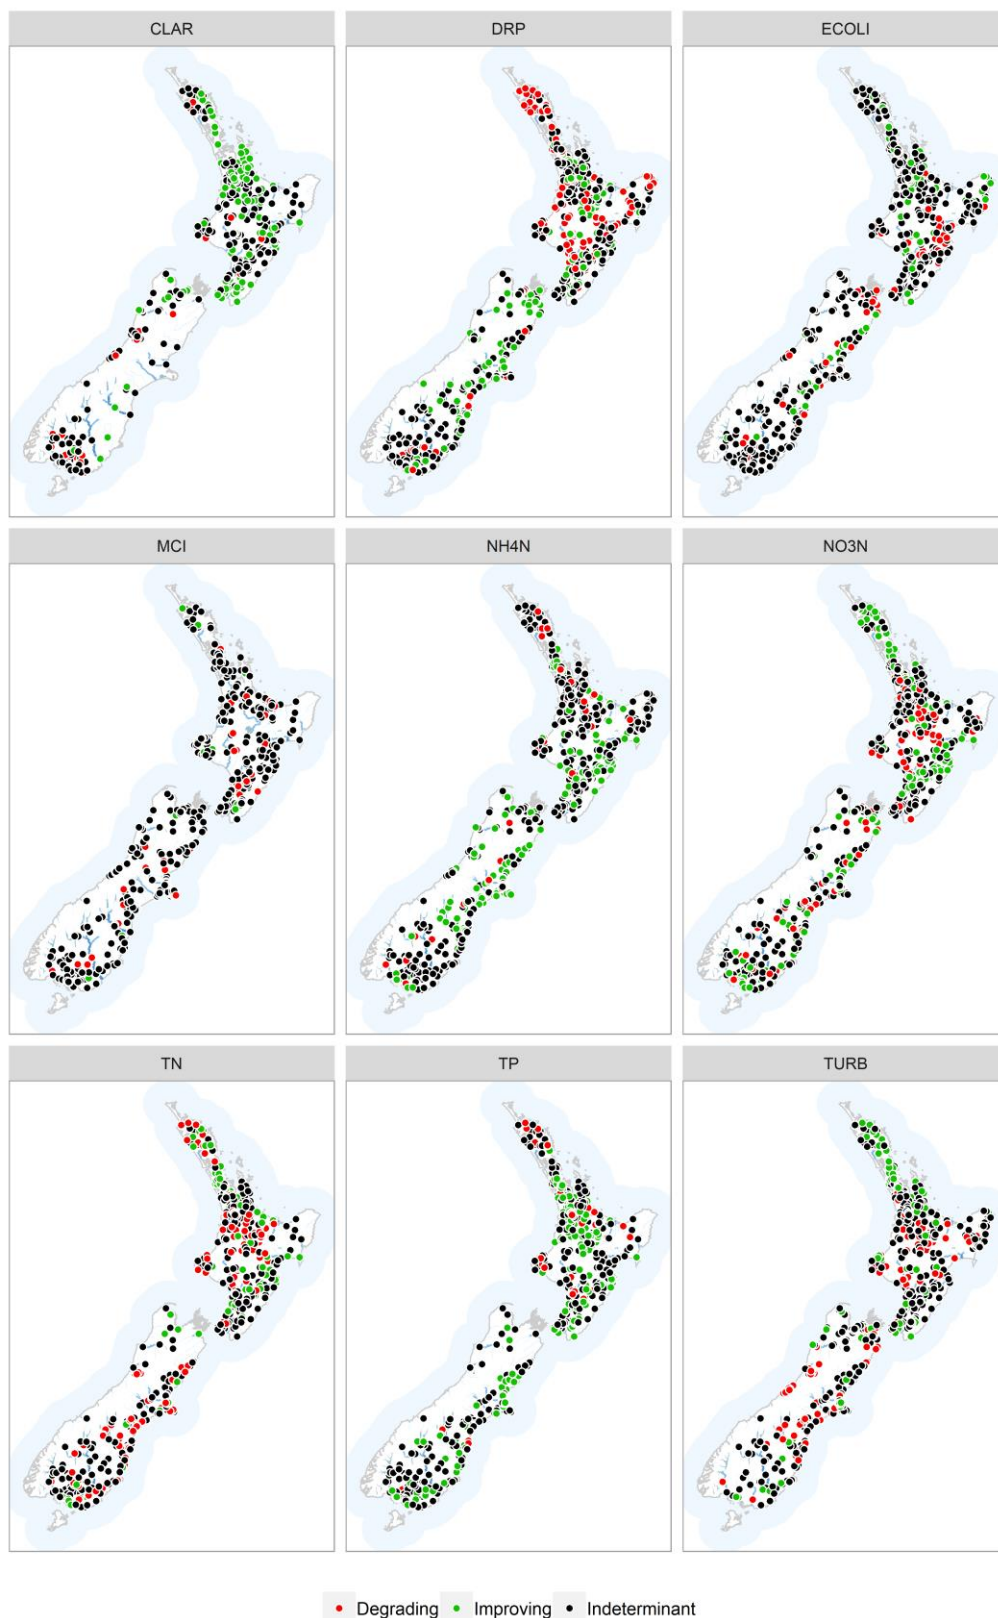 CLAR DRP ECOLI
MCI NH4N NO3N
TN TP TURB
Degrading Improving Indeterminant